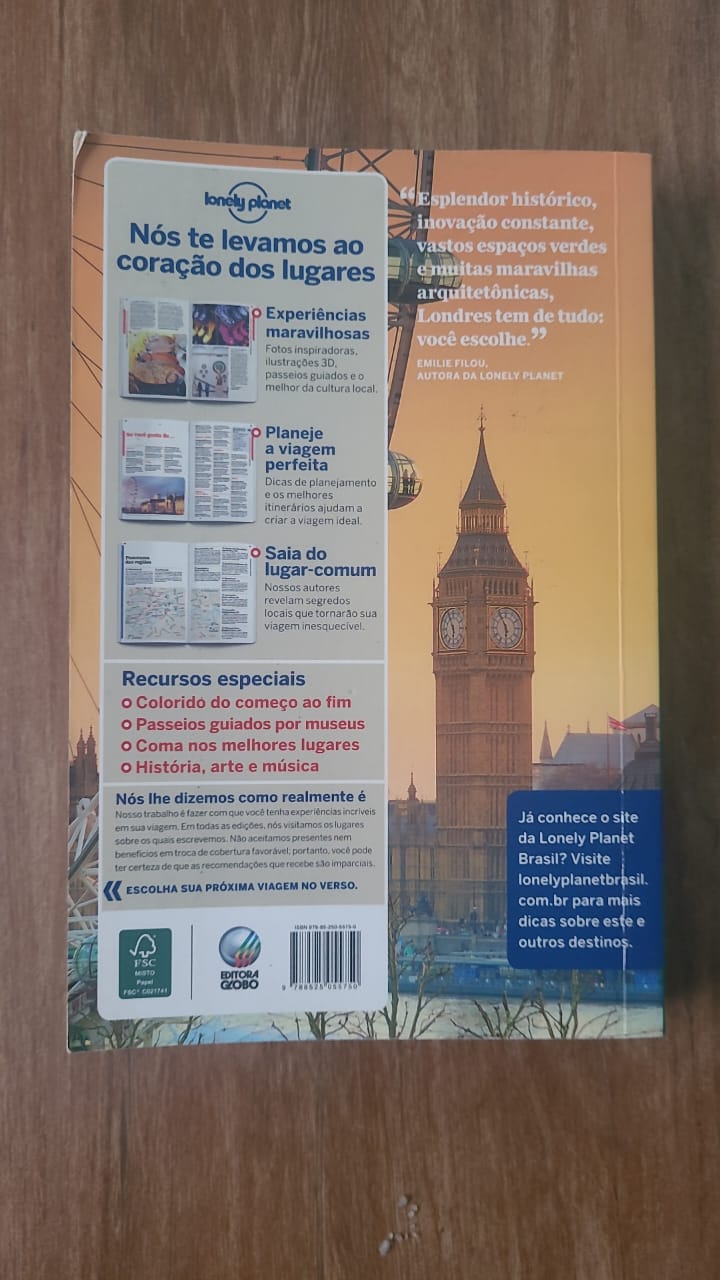 lonely planet
Nós te levamos ao
coração dos lugares
Experiências
maravilhosas
Fotos inspiradoras,
ilustrações 3D,
passeios guiados e o
melhor da cultura local.
Planeje
a viagem
perfeita
Dicas de planejamento
e os melhores
itinerários ajudam a
criar a viagem ideal.
Saia do
lugar-comum
Nossos autores
revelam segredos
locais que tornarão sua
viagem inesquecível.
Recursos especiais
Colorido do começo ao fim
Passeios guiados por museus
Coma nos melhores lugares
História, arte e música
Nós lhe dizemos como realmente é
Nosso trabalho é fazer com que você tenha experiências incríveis
em sua viagem. Em todas as edições, nós visitamos os lugares
sobre os quais escrevemos. Não aceitamos presentes nem
benefícios em troca de cobertura favorável; portanto, você pode
ter certeza de que as recomendações que recebe são imparciais.
« ESCOLHA SUA PRÓXIMA VIAGEM NO VERSO.
FSC
MISTO
Papel
FSC® C021741
EDITORA
GLOBO
9 788525 055750
“Esplendor histórico,
inovação constante,
vastos espaços verdes
e muitas maravilhas
arquitetônicas,
Londres tem de tudo:
você escolhe.”
EMILIE FILOU,
AUTORA DA LONELY PLANET
Já conhece o site
da Lonely Planet
Brasil? Visite
lonelyplanetbrasil.
com.br para mais
dicas sobre este e
outros destinos.